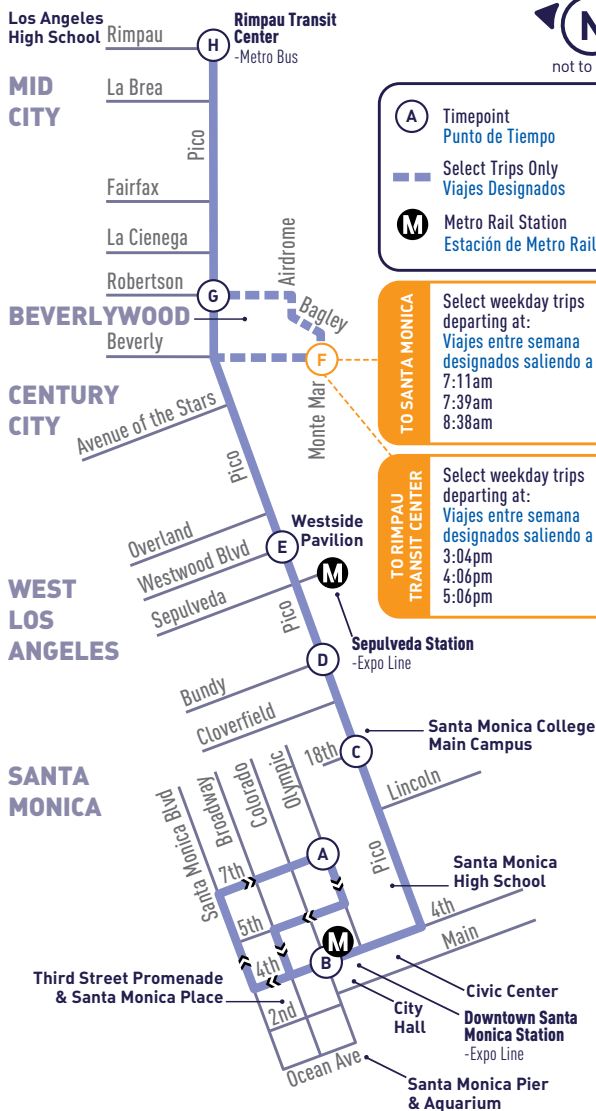 Los Angeles
High School
Rimpau
H
Rimpau Transit
Center
-Metro Bus
N
not to
MID
CITY
La Brea
Pico
Fairfax
La Cienega
Robertson
G
Airdrome
Bagley
BEVERLYWOOD
Beverly
F
Monte Mar
A
Timepoint
Punto de Tiempo
Select Trips Only
Viajes Designados
M
Metro Rail Station
Estación de Metro Rail
TO SANTA MONICA
Select weekday trips
departing at:
Viajes entre semana
designados saliendo a
7:11am
7:39am
8:38am
TO RIMPAU
TRANSIT CENTER
Select weekday trips
departing at:
Viajes entre semana
designados saliendo a
3:04pm
4:06pm
5:06pm
CENTURY
CITY
Avenue of the Stars
Pico
Overland
Westwood Blvd
E
Westside
Pavilion
Sepulveda
M
Pico
WEST
LOS
ANGELES
Sepulveda Station
-Expo Line
D
Bundy
Cloverfield
18th
C
Santa Monica College
Main Campus
SANTA
MONICA
Lincoln
Santa Monica Blvd
Broadway
Colorado
Olympic
7th
A
Pico
Santa Monica
High School
5th
4th
4th
Main
B
M
Third Street Promenade
& Santa Monica Place
2nd
City
Hall
Civic Center
Downtown Santa
Monica Station
-Expo Line
Ocean Ave
Santa Monica Pier
& Aquarium